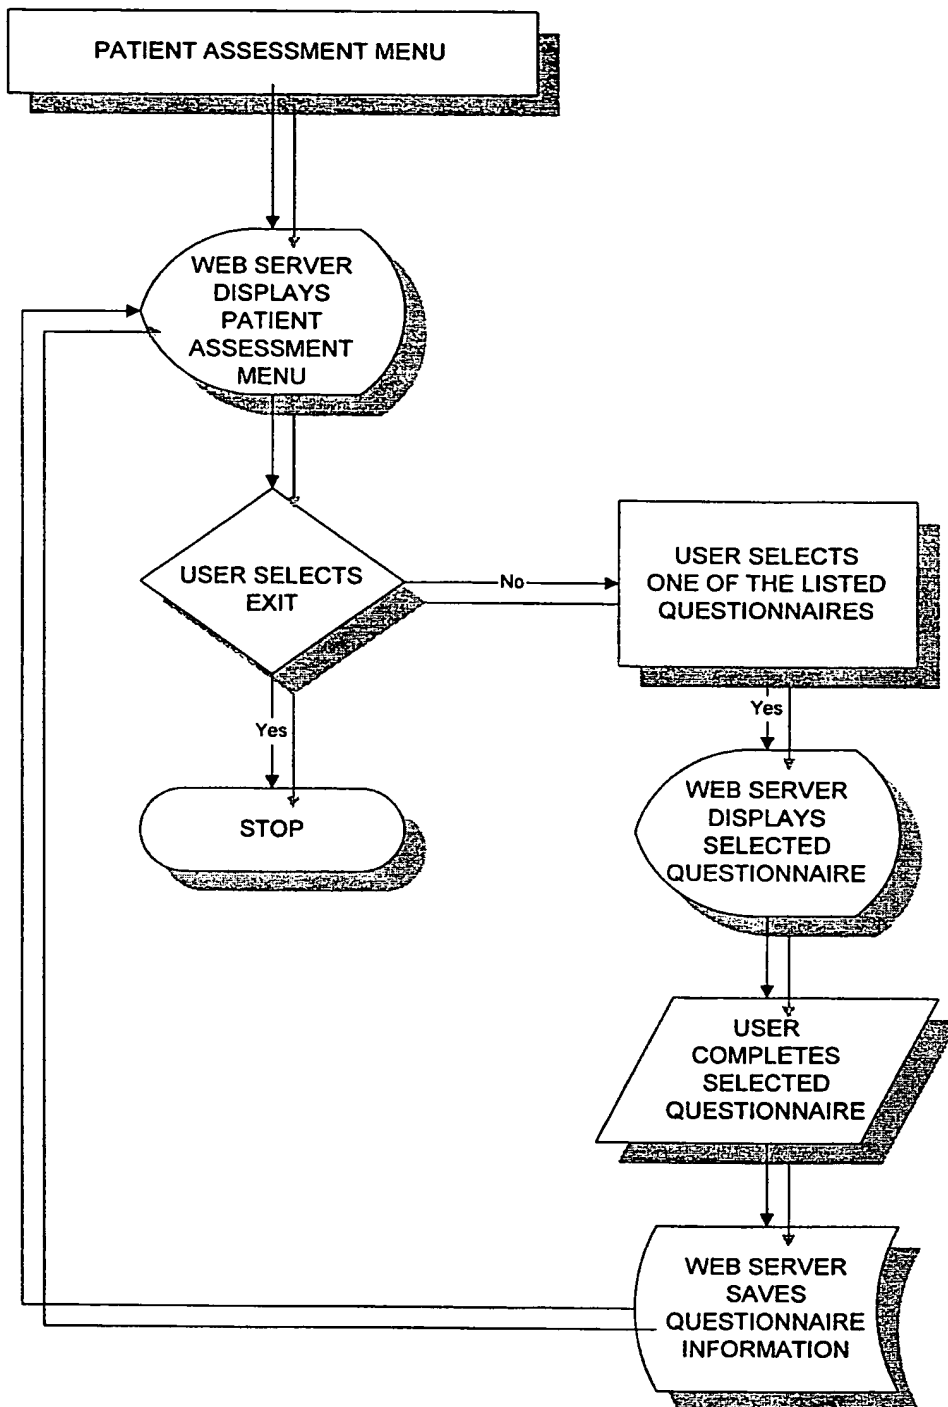 PATIENT ASSESSMENT MENU
WEB SERVER
DISPLAYS
PATIENT
ASSESSMENT
MENU
USER SELECTS
EXIT
No
USER SELECTS
ONE OF THE LISTED
QUESTIONNAIRES
Yes
Yes
STOP
WEB SERVER
DISPLAYS
SELECTED
QUESTIONNAIRE
USER
COMPLETES
SELECTED
QUESTIONNAIRE
WEB SERVER
SAVES
QUESTIONNAIRE
INFORMATION